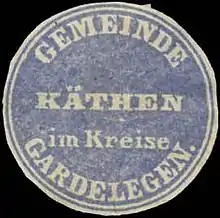 GEMEINDE
KÄTHEN
im Kreise
GARDELEGEN.